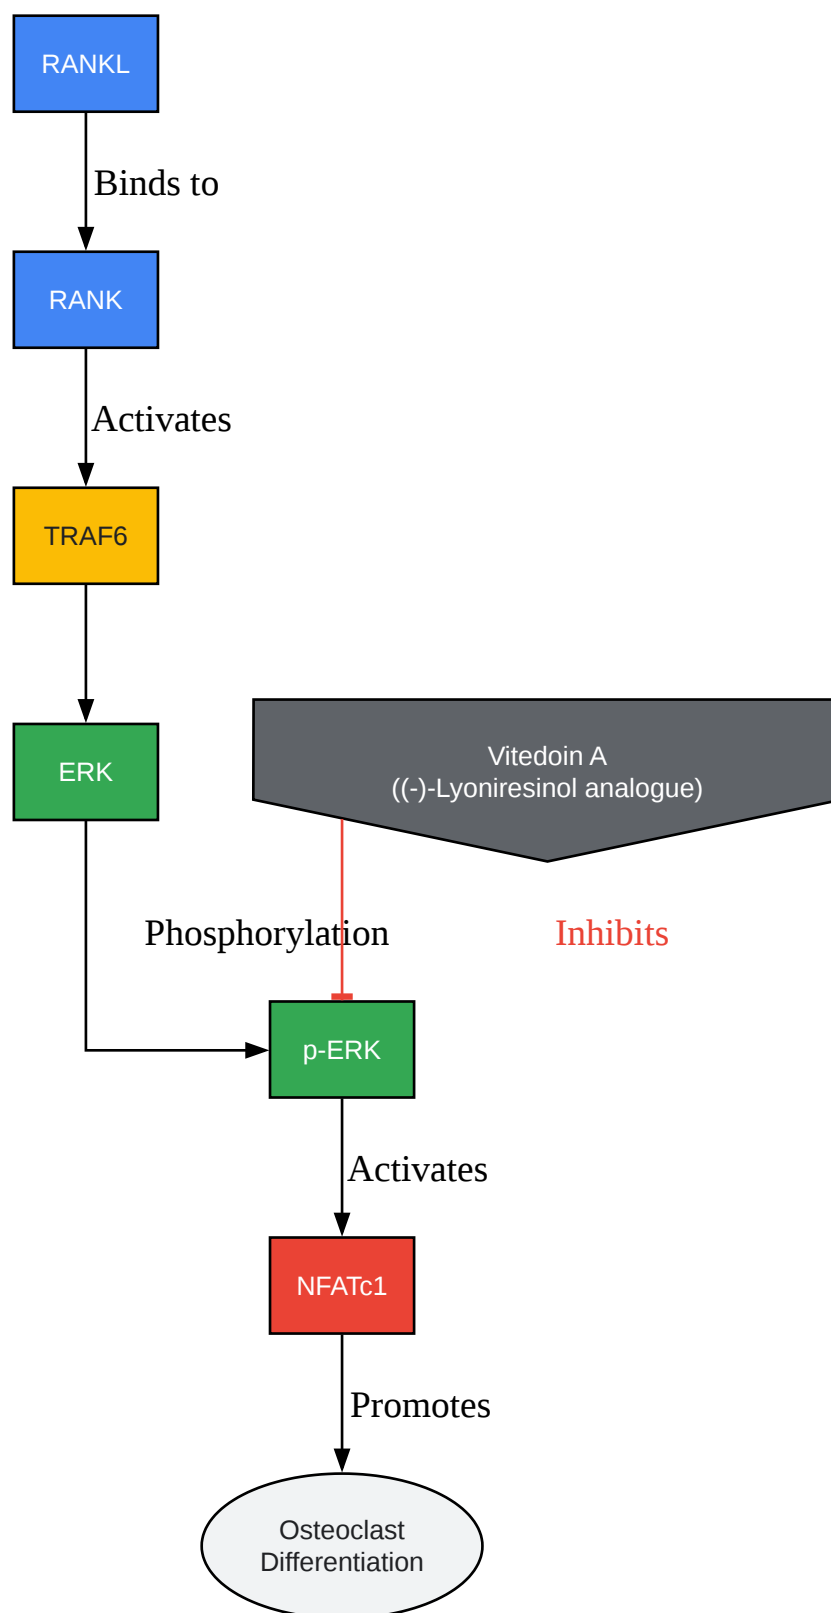 RANKL
Binds to
RANK
Activates
TRAF6
ERK
Vitedoin A
((-)-Lyoniresinol analogue)
Phosphorylation
Inhibits
p-ERK
Activates
NFATc1
Promotes
Osteoclast
Differentiation